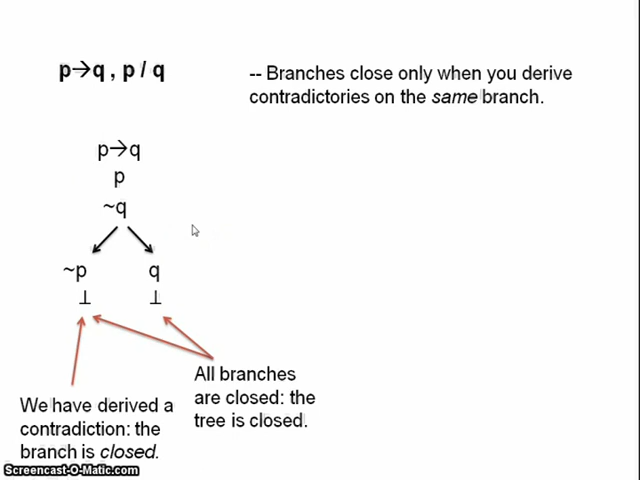 p→q , p / q
-- Branches close only when you derive
contradictories on the same branch.
p→q
p
~q
~p
q
⊥
⊥
All branches
are closed: the
tree is closed.
We have derived a
contradiction: the
branch is closed.
Screencast-O-Matic.com